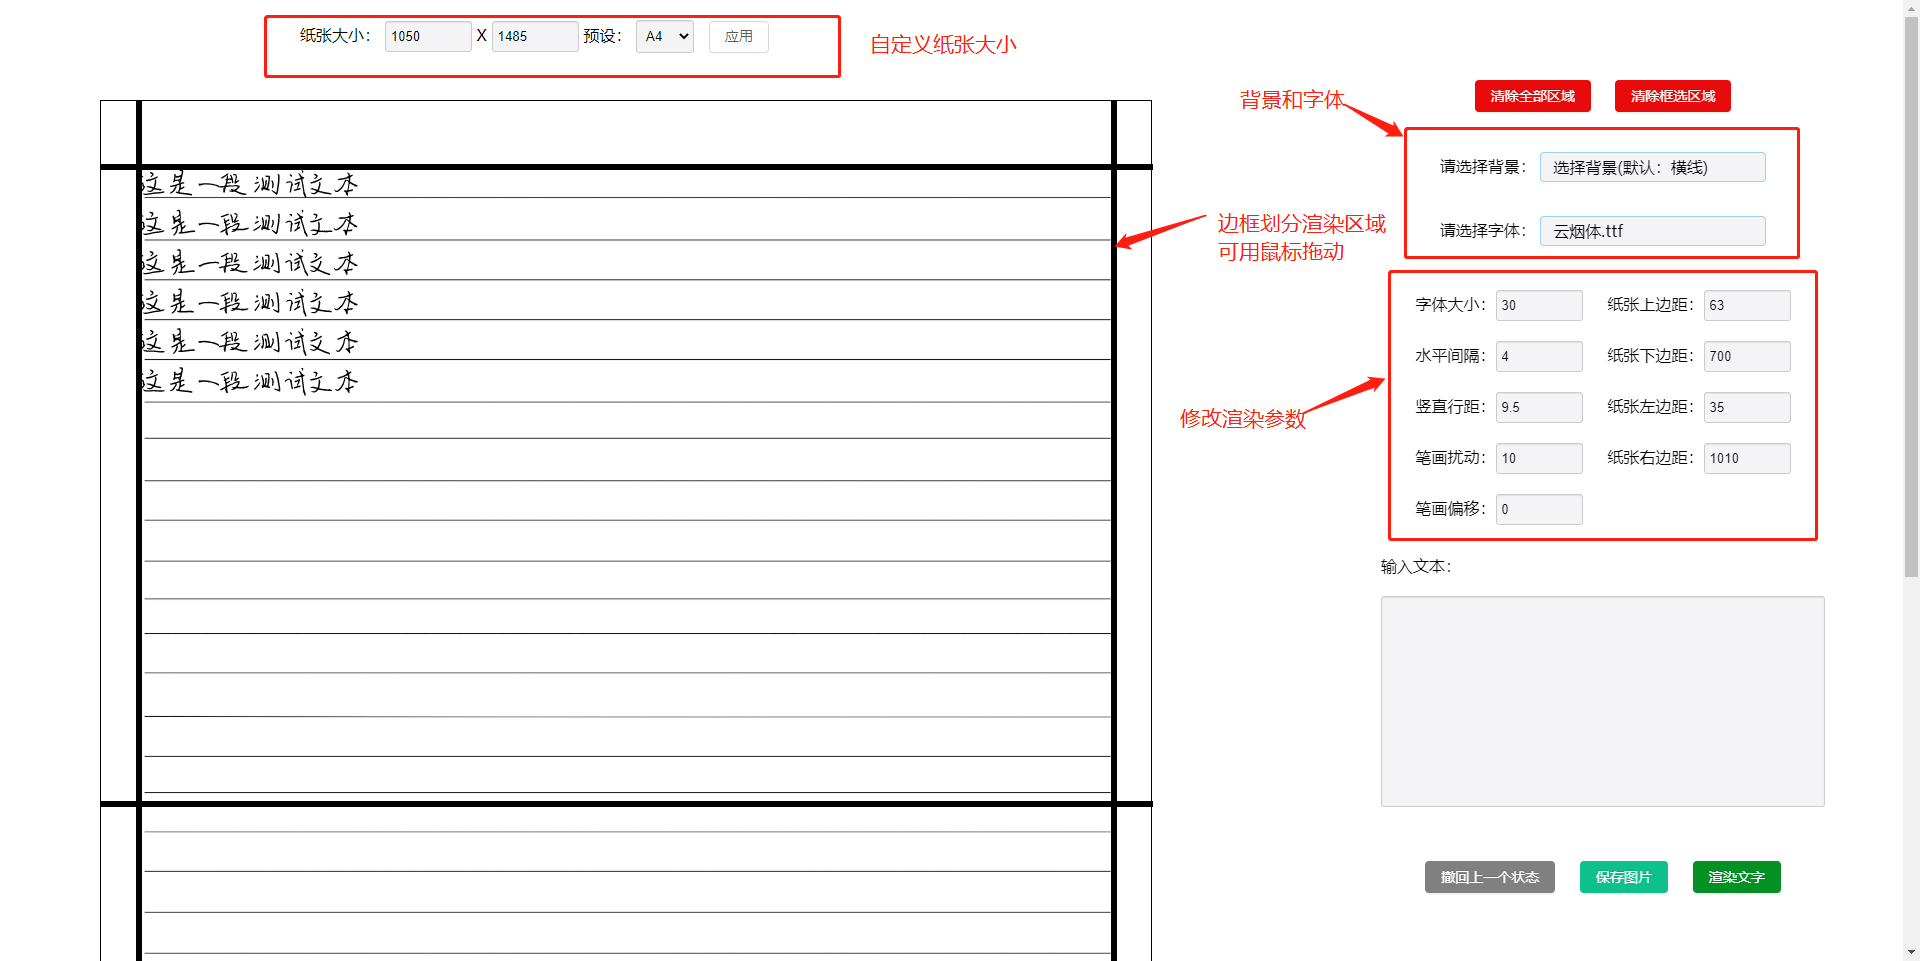 纸张大小： 1050 X 1485 预设： A4 应用
自定义纸张大小
清除全部区域 清除框选区域
背景和字体
请选择背景： 选择背景(默认：横线)
请选择字体： 云烟体.ttf
这是一段测试文本
这是一段测试文本
这是一段测试文本
这是一段测试文本
这是一段测试文本
这是一段测试文本
边框划分渲染区域
可用鼠标拖动
修改渲染参数
字体大小： 30 纸张上边距： 63
水平间隔： 4 纸张下边距： 700
竖直行距： 9.5 纸张左边距： 35
笔画扰动： 10 纸张右边距： 1010
笔画偏移： 0
输入文本：
撤回上一个状态 保存图片 渲染文字